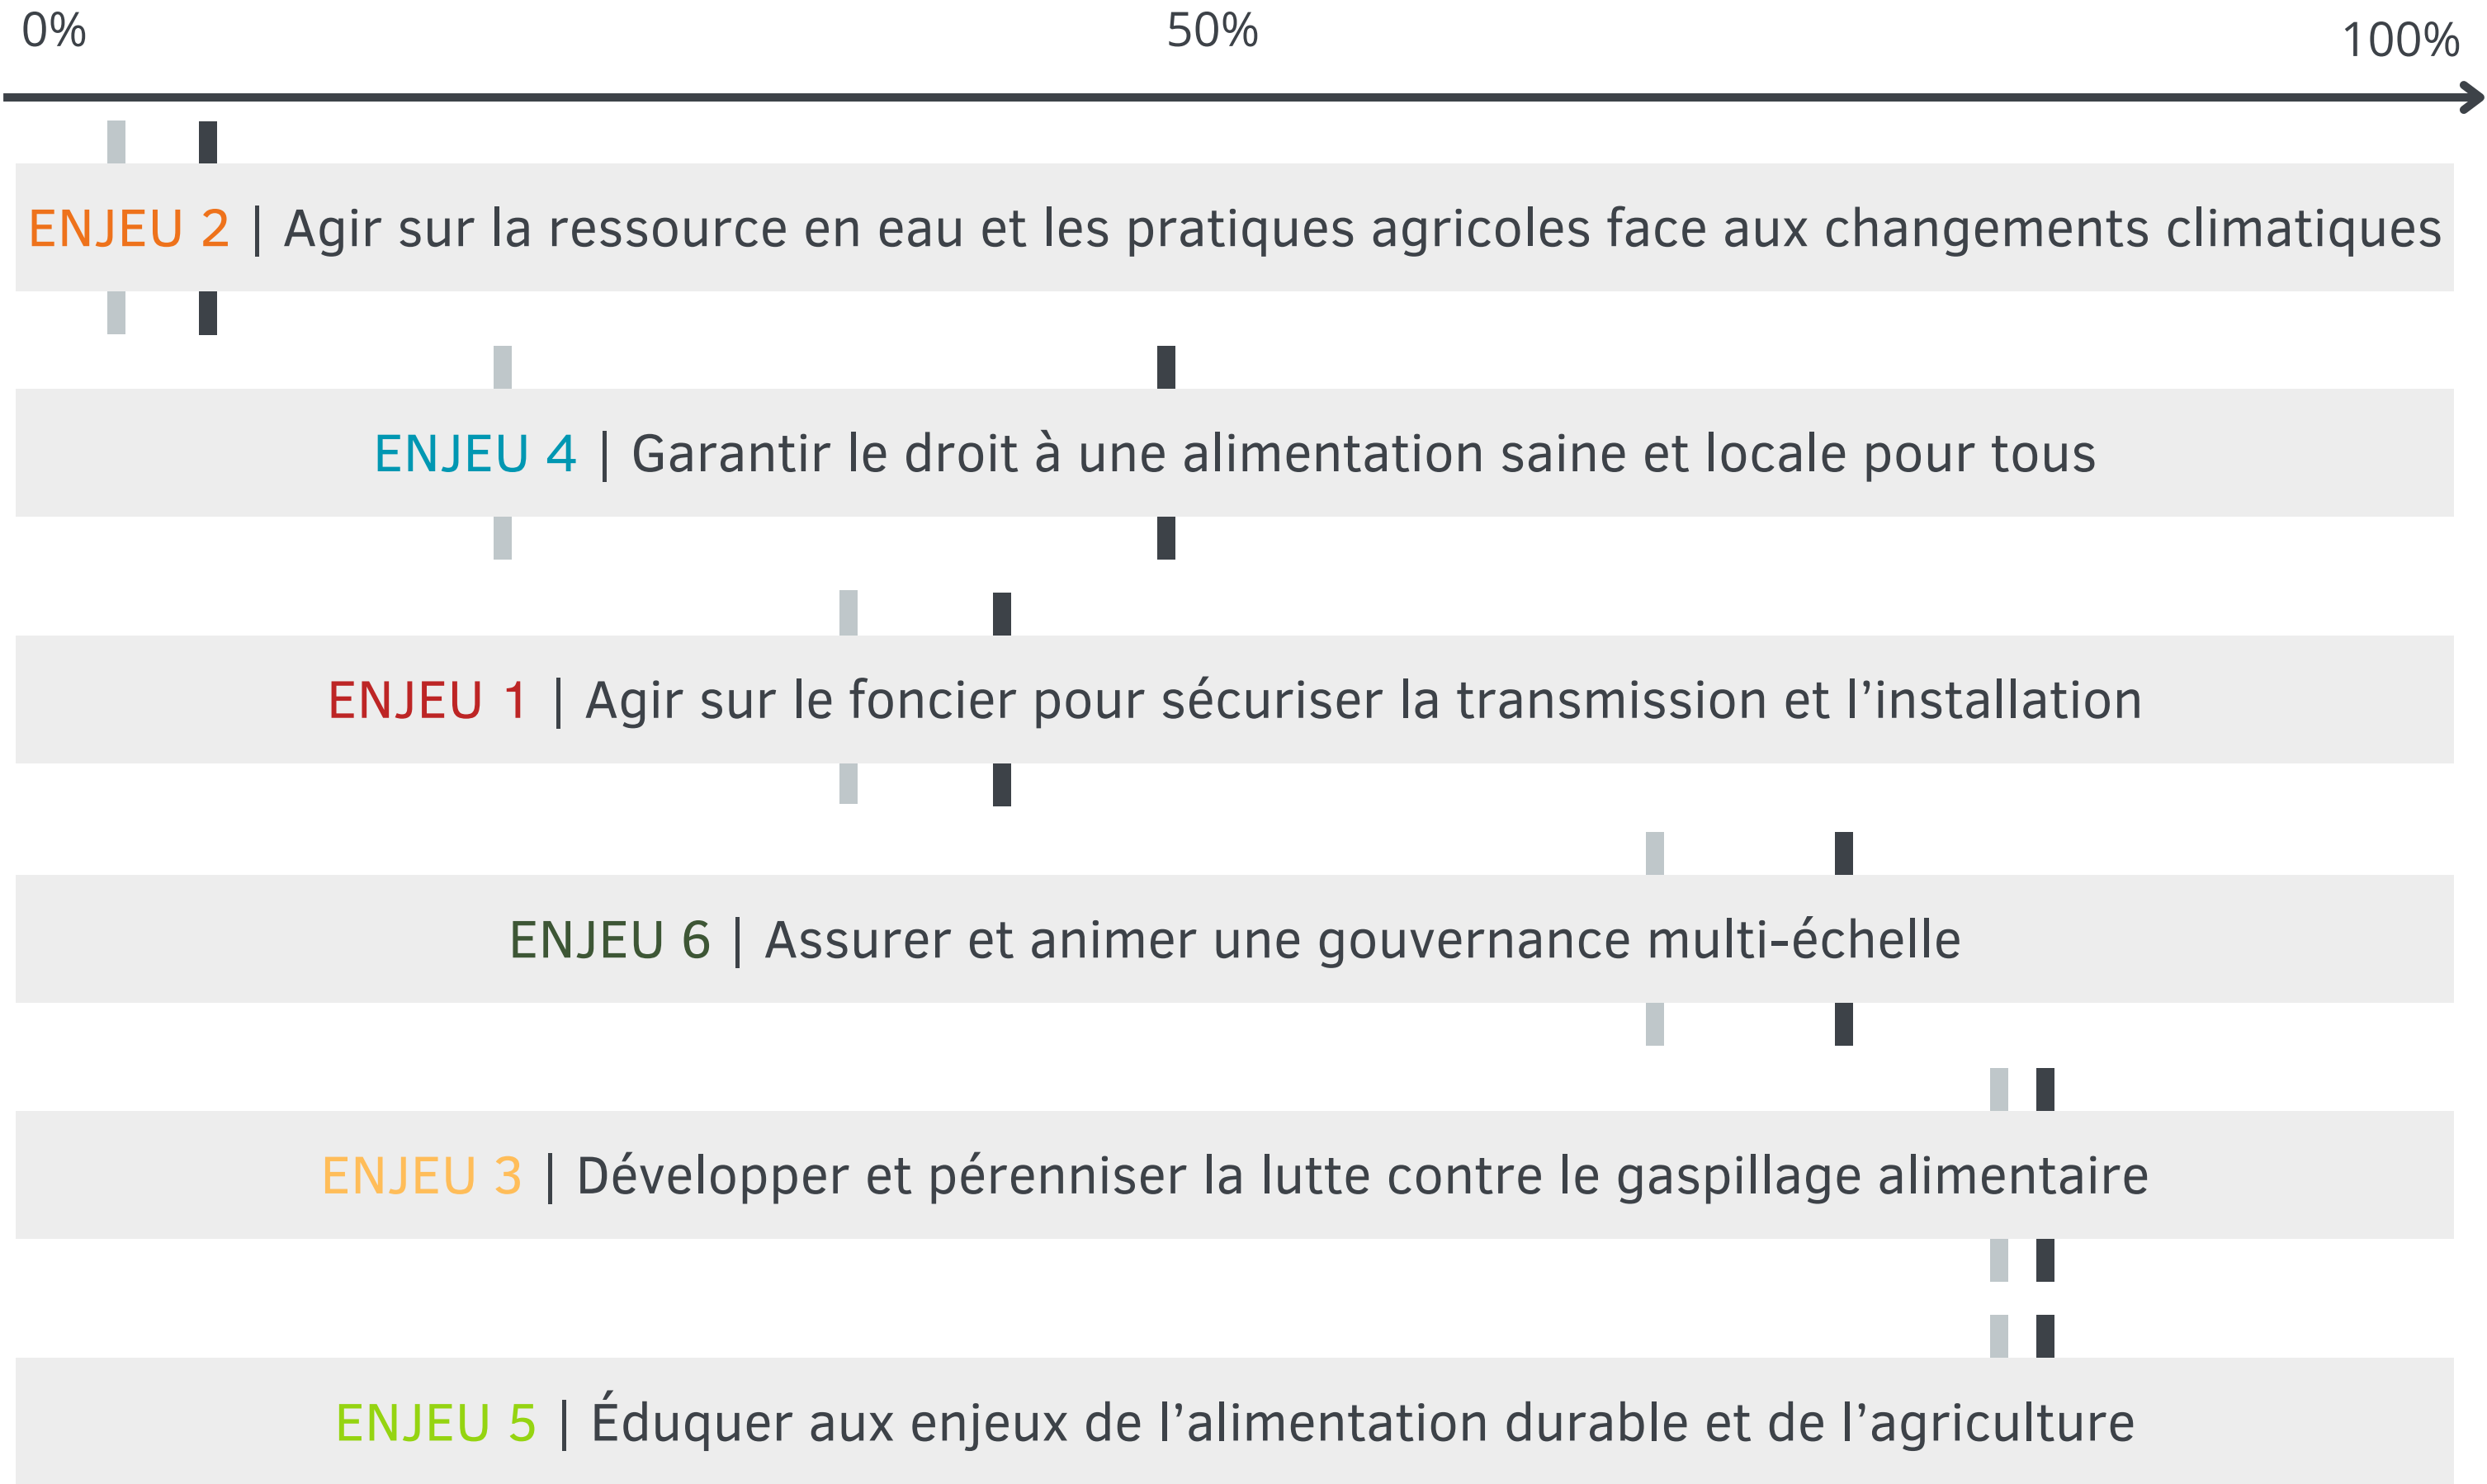 0% 50% 100%
ENJEU 2 | Agir sur la ressource en eau et les pratiques agricoles face aux changements climatiques
ENJEU 4 | Garantir le droit à une alimentation saine et locale pour tous
ENJEU 1 | Agir sur le foncier pour sécuriser la transmission et l’installation
ENJEU 6 | Assurer et animer une gouvernance multi-échelle
ENJEU 3 | Développer et pérenniser la lutte contre le gaspillage alimentaire
ENJEU 5 | Éduquer aux enjeux de l’alimentation durable et de l’agriculture